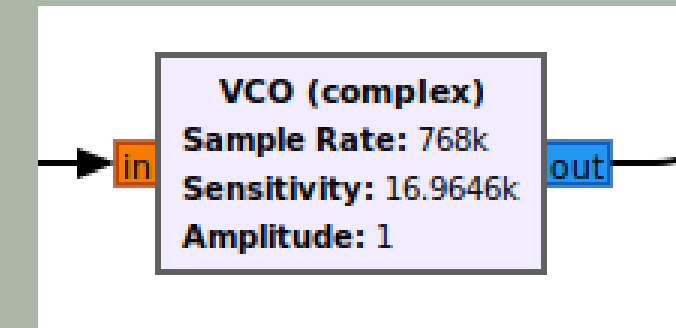 VCO (complex)
Sample Rate: 768k
in
out
Sensitivity: 16.9646k
Amplitude: 1